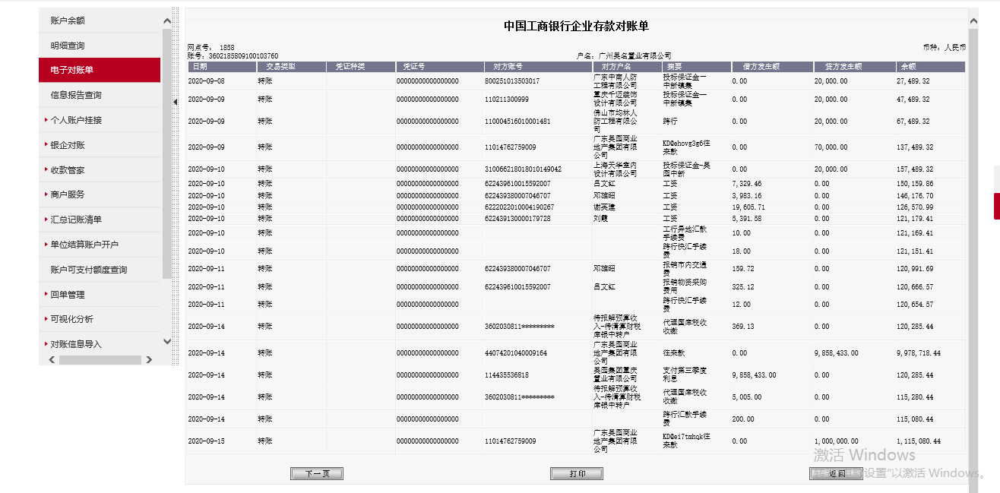 账户余额
明细查询
电子对账单
信息报告查询
个人账户挂接
银企对账
收款管家
商户服务
汇总记账清单
单位结算账户开户
账户可支付额度查询
回单管理
可视化分析
对账信息导入
中国工商银行企业存款对账单
网点号： 1858
币种：人民币
账号：3602185809100103760 户名：广州昊名置业有限公司
日期 交易类型 凭证种类 凭证号 对方账号 对方户名 摘要 借方发生额 贷方发生额 余额
2020-09-08 转账 00000000000000 800251013503017 广东中南人防工程有限公司 投标保证金一中新镇集 0.00 20,000.00 27,489.32
2020-09-09 转账 00000000000000 110211300999 重庆千迈装饰设计有限公司 投标保证金一中新镇集 0.00 20,000.00 47,489.32
2020-09-09 转账 00000000000000 110004516010001481 佛山市均林人防工程有限公司 跨行 0.00 20,000.00 67,489.32
2020-09-09 转账 00000000000000 11014762759009 广东昊园商业地产集团有限公司 KD@ehovg3g6往来款 0.00 70,000.00 137,489.32
2020-09-10 转账 00000000000000 310066218018010149042 上海天华室内设计有限公司 投标保证金-昊园中新 0.00 20,000.00 157,489.32
2020-09-10 转账 00000000000000 622439610015592007 吕文红 工资 7,329.46 0.00 150,159.86
2020-09-10 转账 00000000000000 622439380007046707 邓雄昭 工资 3,983.16 0.00 146,176.70
2020-09-10 转账 00000000000000 6222022010004190267 谢英建 工资 19,605.71 0.00 126,570.99
2020-09-10 转账 00000000000000 622439130000179728 刘霞 工资 5,391.58 0.00 121,179.41
2020-09-10 转账 00000000000000 工行异地汇款手续费 10.00 0.00 121,169.41
2020-09-10 转账 00000000000000 跨行快汇手续费 18.00 0.00 121,151.41
2020-09-11 转账 00000000000000 622439380007046707 邓雄昭 报销市内交通费 159.72 0.00 120,991.69
2020-09-11 转账 00000000000000 622439610015592007 吕文红 报销物资采购费用 325.12 0.00 120,666.57
2020-09-11 转账 00000000000000 跨行快汇手续费 12.00 0.00 120,654.57
2020-09-14 转账 00000000000000 3602030811********* 待报解预算收入-待清算财税库银中转户 代理国库税收收缴 369.13 0.00 120,285.44
2020-09-14 转账 00000000000000 44074201040009164 广东昊园商业地产集团有限公司 往来款 0.00 9,858,433.00 9,978,718.44
2020-09-14 转账 00000000000000 114435536818 昊园集团重庆置业有限公司 支付第三季度利息 9,858,433.00 0.00 120,285.44
2020-09-14 转账 00000000000000 3602030811********* 待报解预算收入-待清算财税库银中转户 代理国库税收收缴 5,005.00 0.00 115,280.44
2020-09-14 转账 00000000000000 跨行汇款手续费 200.00 0.00 115,080.44
2020-09-15 转账 00000000000000 11014762759009 广东昊园商业地产集团有限公司 KD@ei7tmhqk往来款 0.00 1,000,000.00 1,115,080.44
激活 Windows
下一页 打印 返回
设置"以激活 Windows。